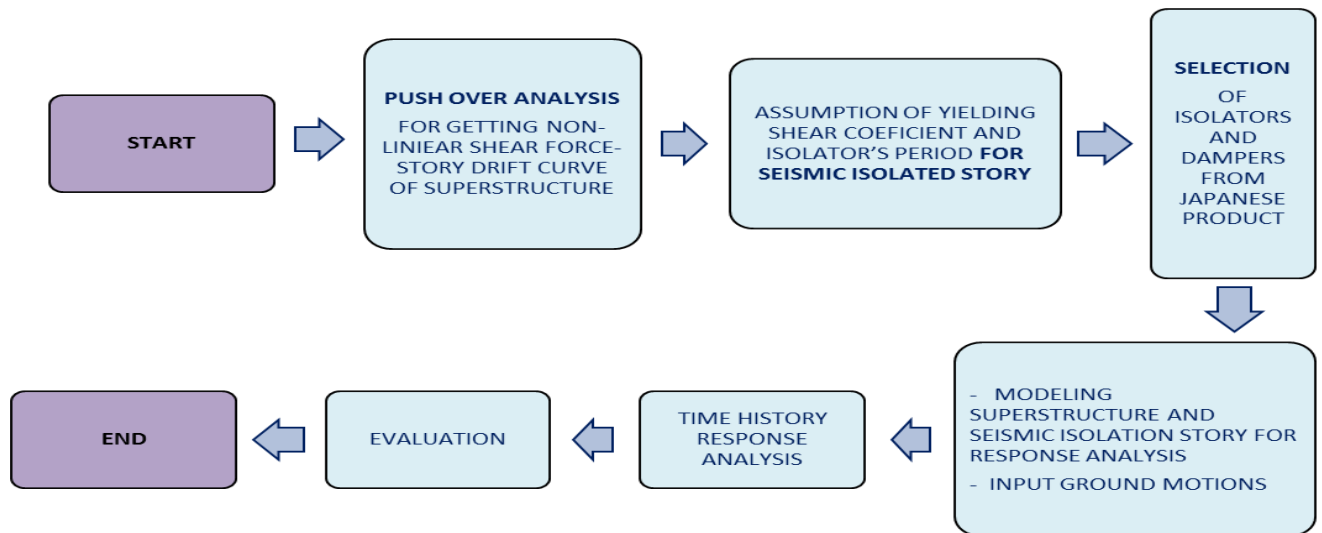 START
PUSH OVER ANALYSIS
FOR GETTING NON-
LINIEAR SHEAR FORCE-
STORY DRIFT CURVE
OF SUPERSTRUCTURE
ASSUMPTION OF YIELDING
SHEAR COEFICIENT AND
ISOLATOR’S PERIOD FOR
SEISMIC ISOLATED STORY
SELECTION
OF
ISOLATORS
AND
DAMPERS
FROM
JAPANESE
PRODUCT
- MODELING
SUPERSTRUCTURE AND
SEISMIC ISOLATION STORY FOR
RESPONSE ANALYSIS
- INPUT GROUND MOTIONS
TIME HISTORY
RESPONSE
ANALYSIS
EVALUATION
END